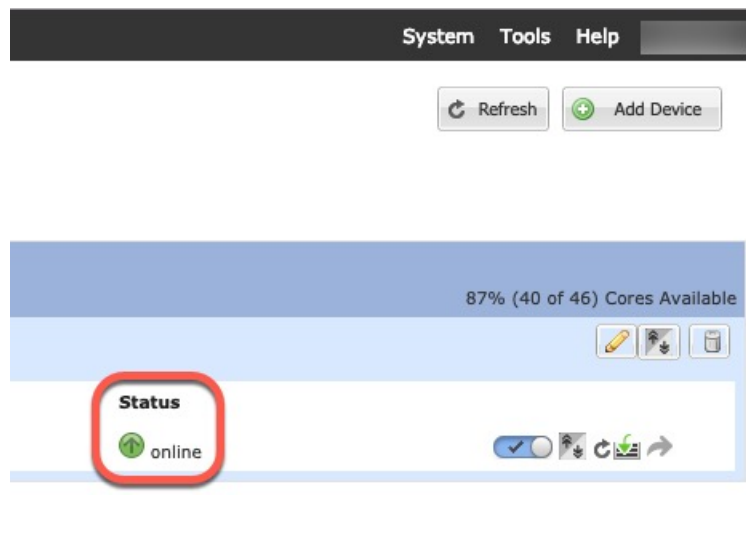 System Tools Help
Refresh Add Device
87% (40 of 46) Cores Available
Status
online